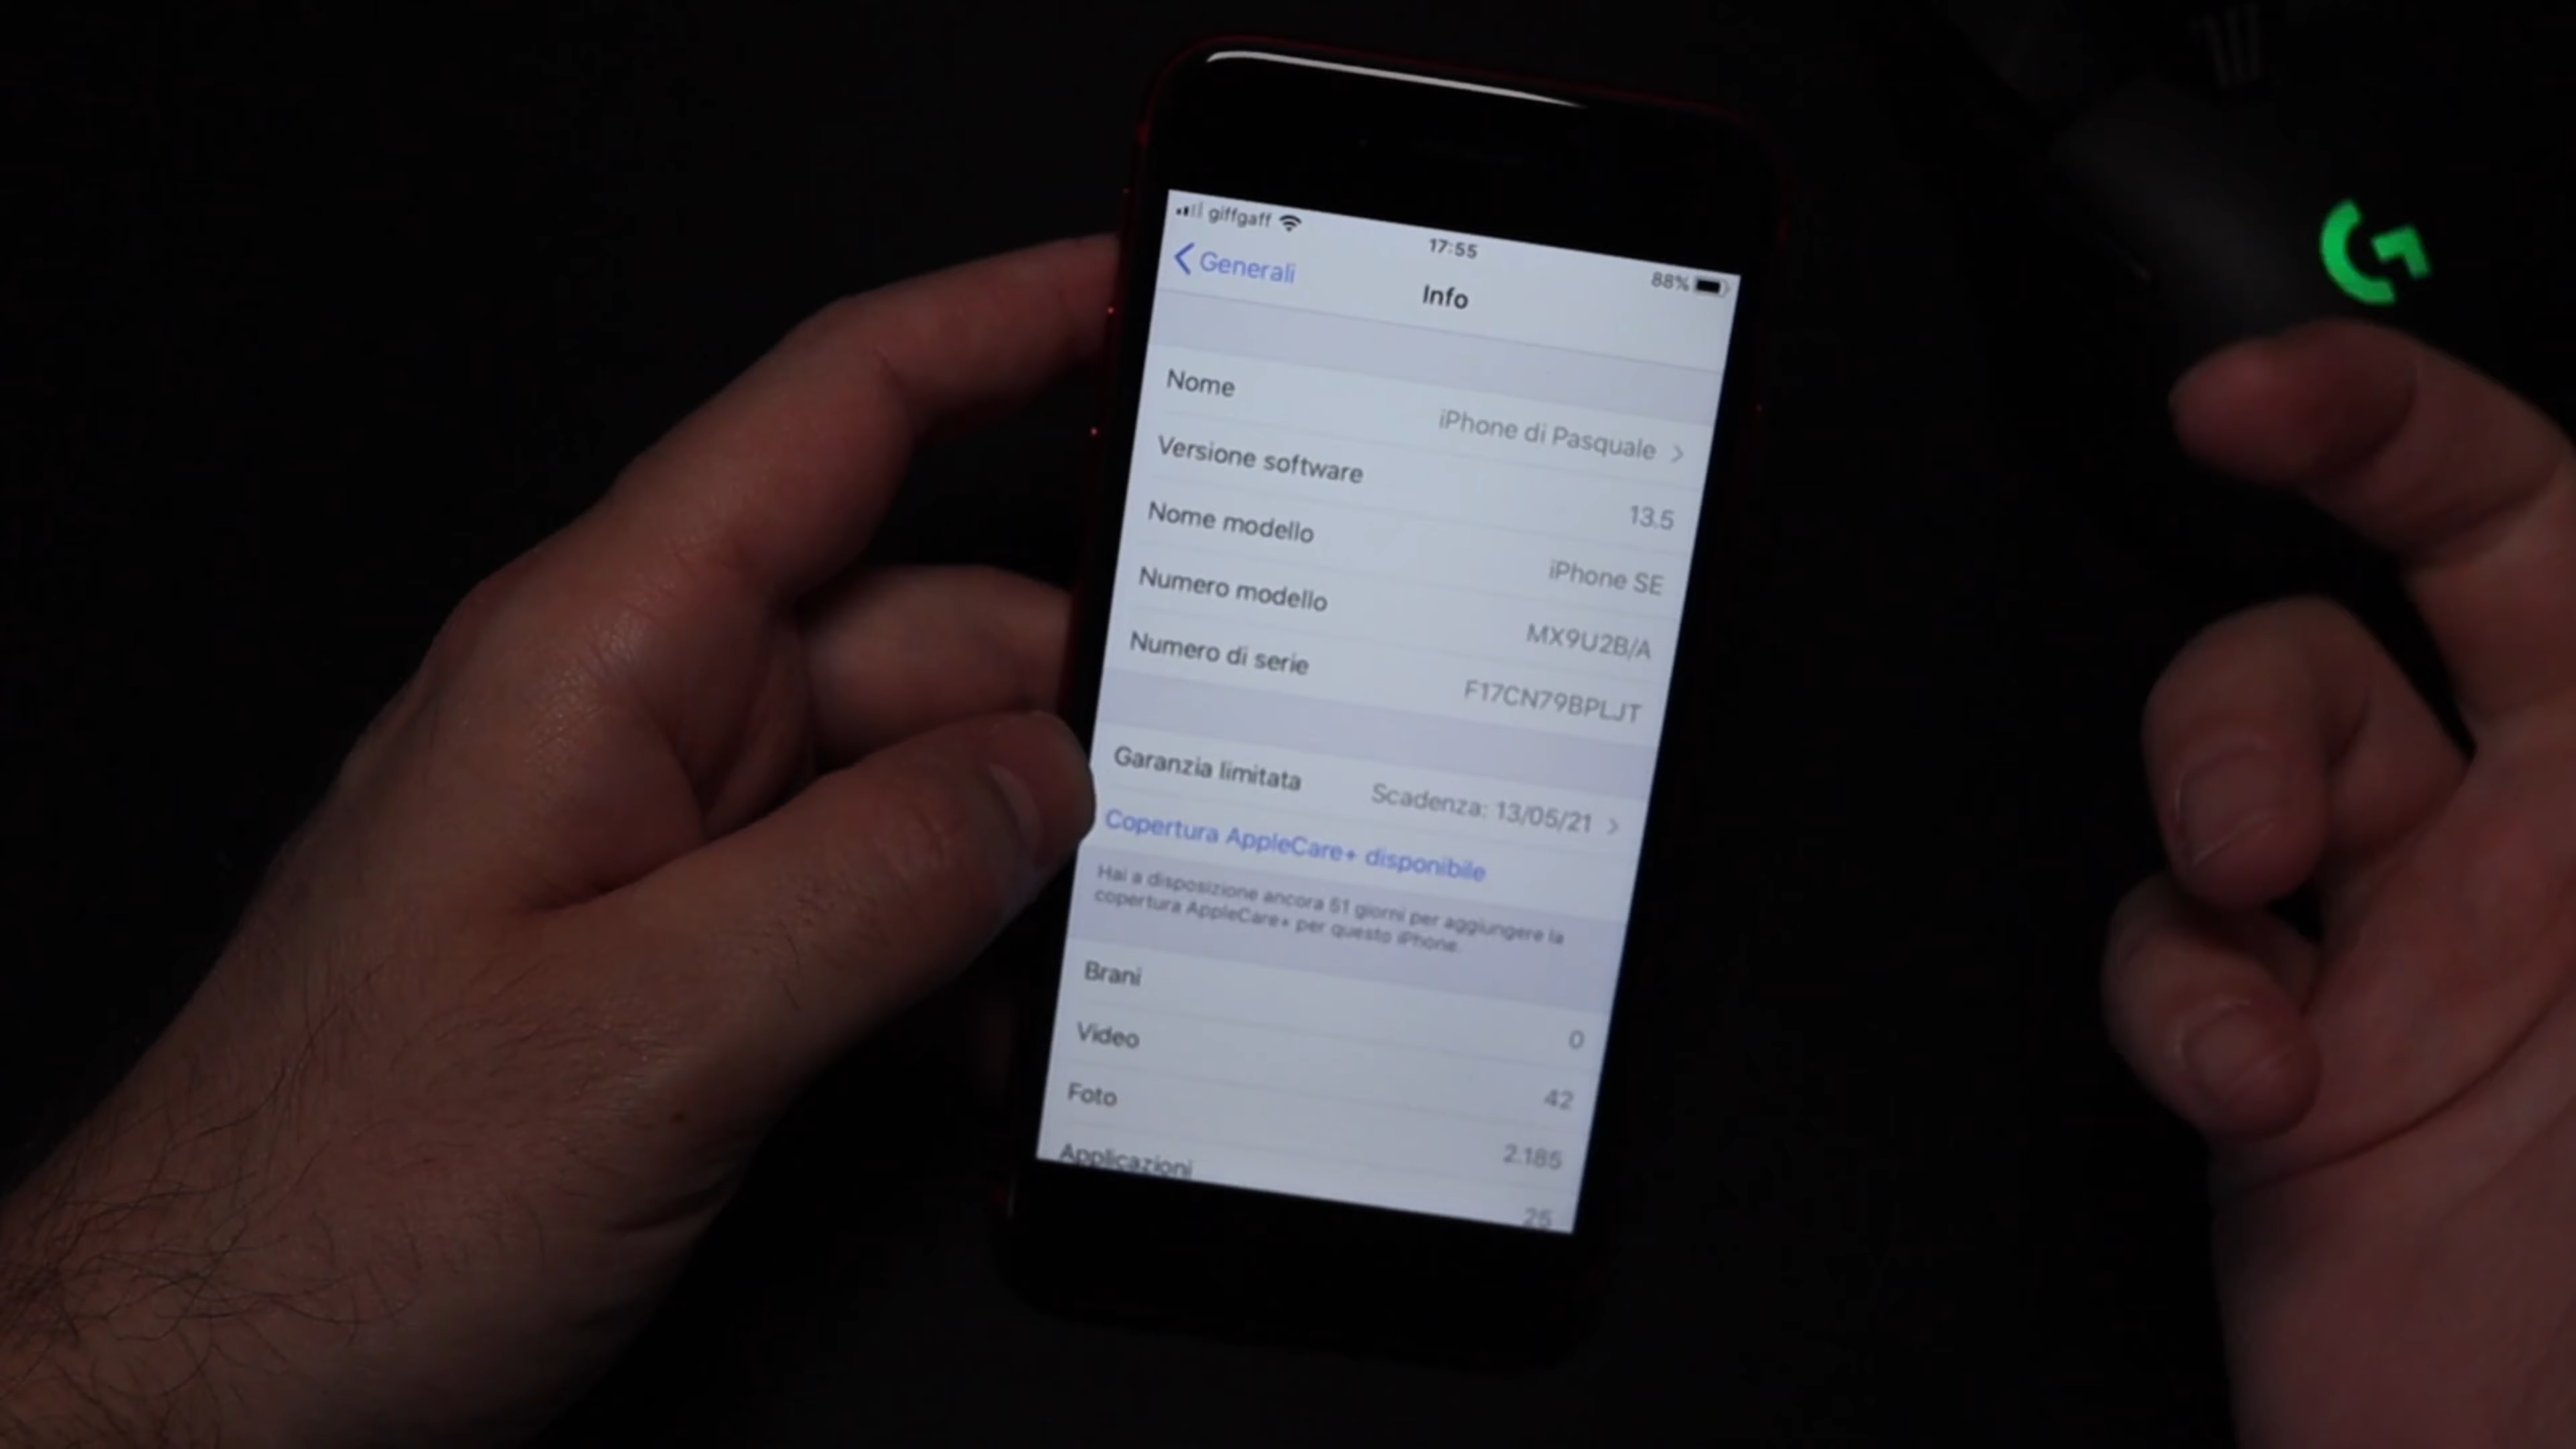 giffgaff
17:55
88%
Generali
Info
Nome
iPhone di Pasquale
Versione software
13.5
Nome modello
iPhone SE
Numero modello
MX9U2B/A
Numero di serie
F17CN79BPLJT
Garanzia limitata
Scadenza: 13/05/21
Copertura AppleCare+ disponibile
Hai a disposizione ancora 51 giorni per aggiungere la
copertura AppleCare+ per questo iPhone.
Brani
0
Video
42
Foto
2.185
Applicazioni
25